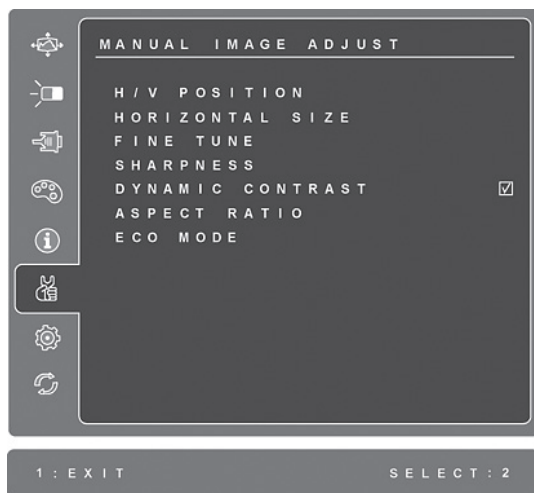 MANUAL IMAGE ADJUST
H/V POSITION
HORIZONTAL SIZE
FINE TUNE
SHARPNESS
DYNAMIC CONTRAST
ASPECT RATIO
ECO MODE
1:EXIT SELECT:2